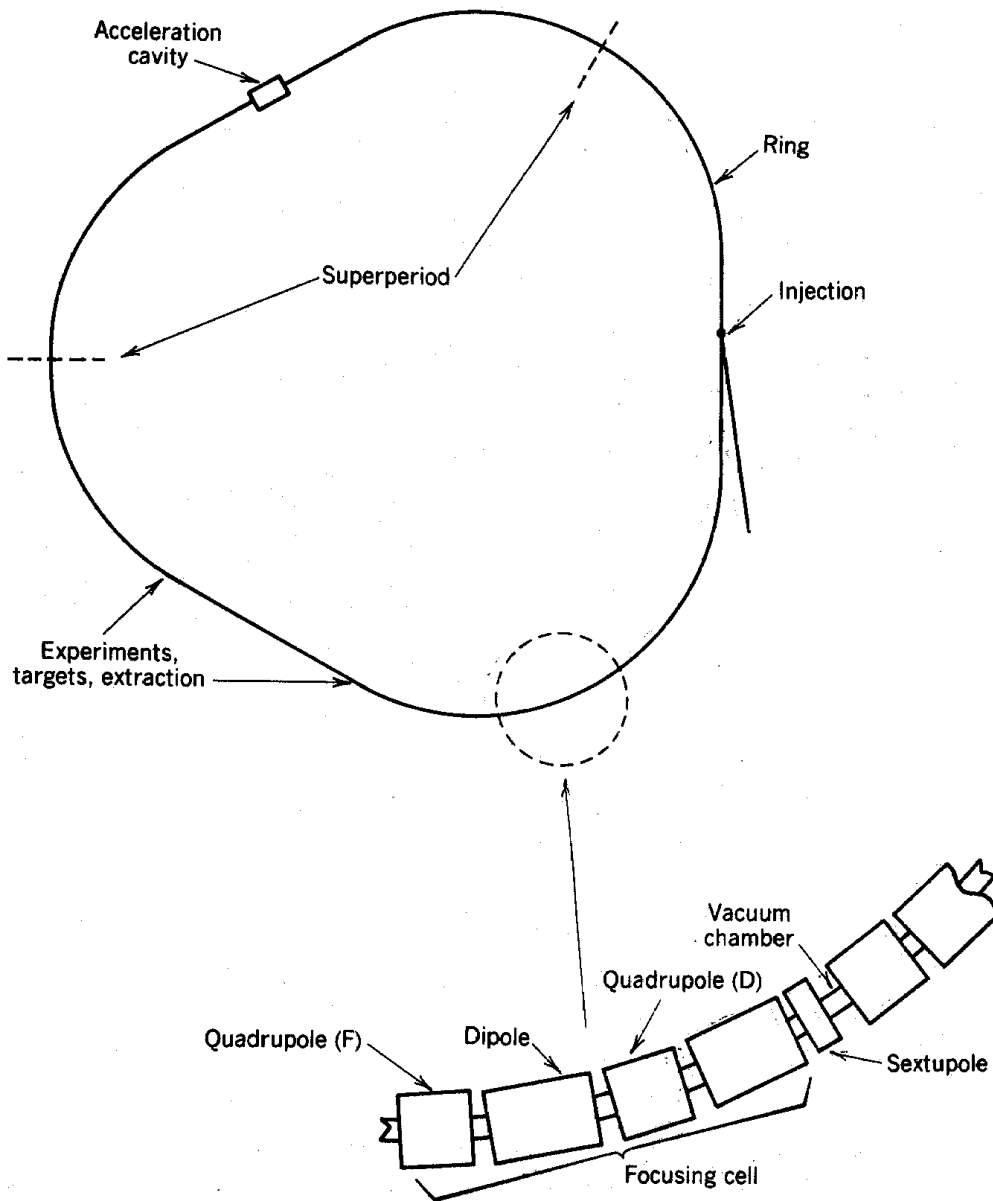 Acceleration
cavity
Ring
Superperiod
Injection
Experiments,
targets, extraction
Vacuum
chamber
Quadrupole (D)
Quadrupole (F)
Dipole
Sextupole
Focusing cell